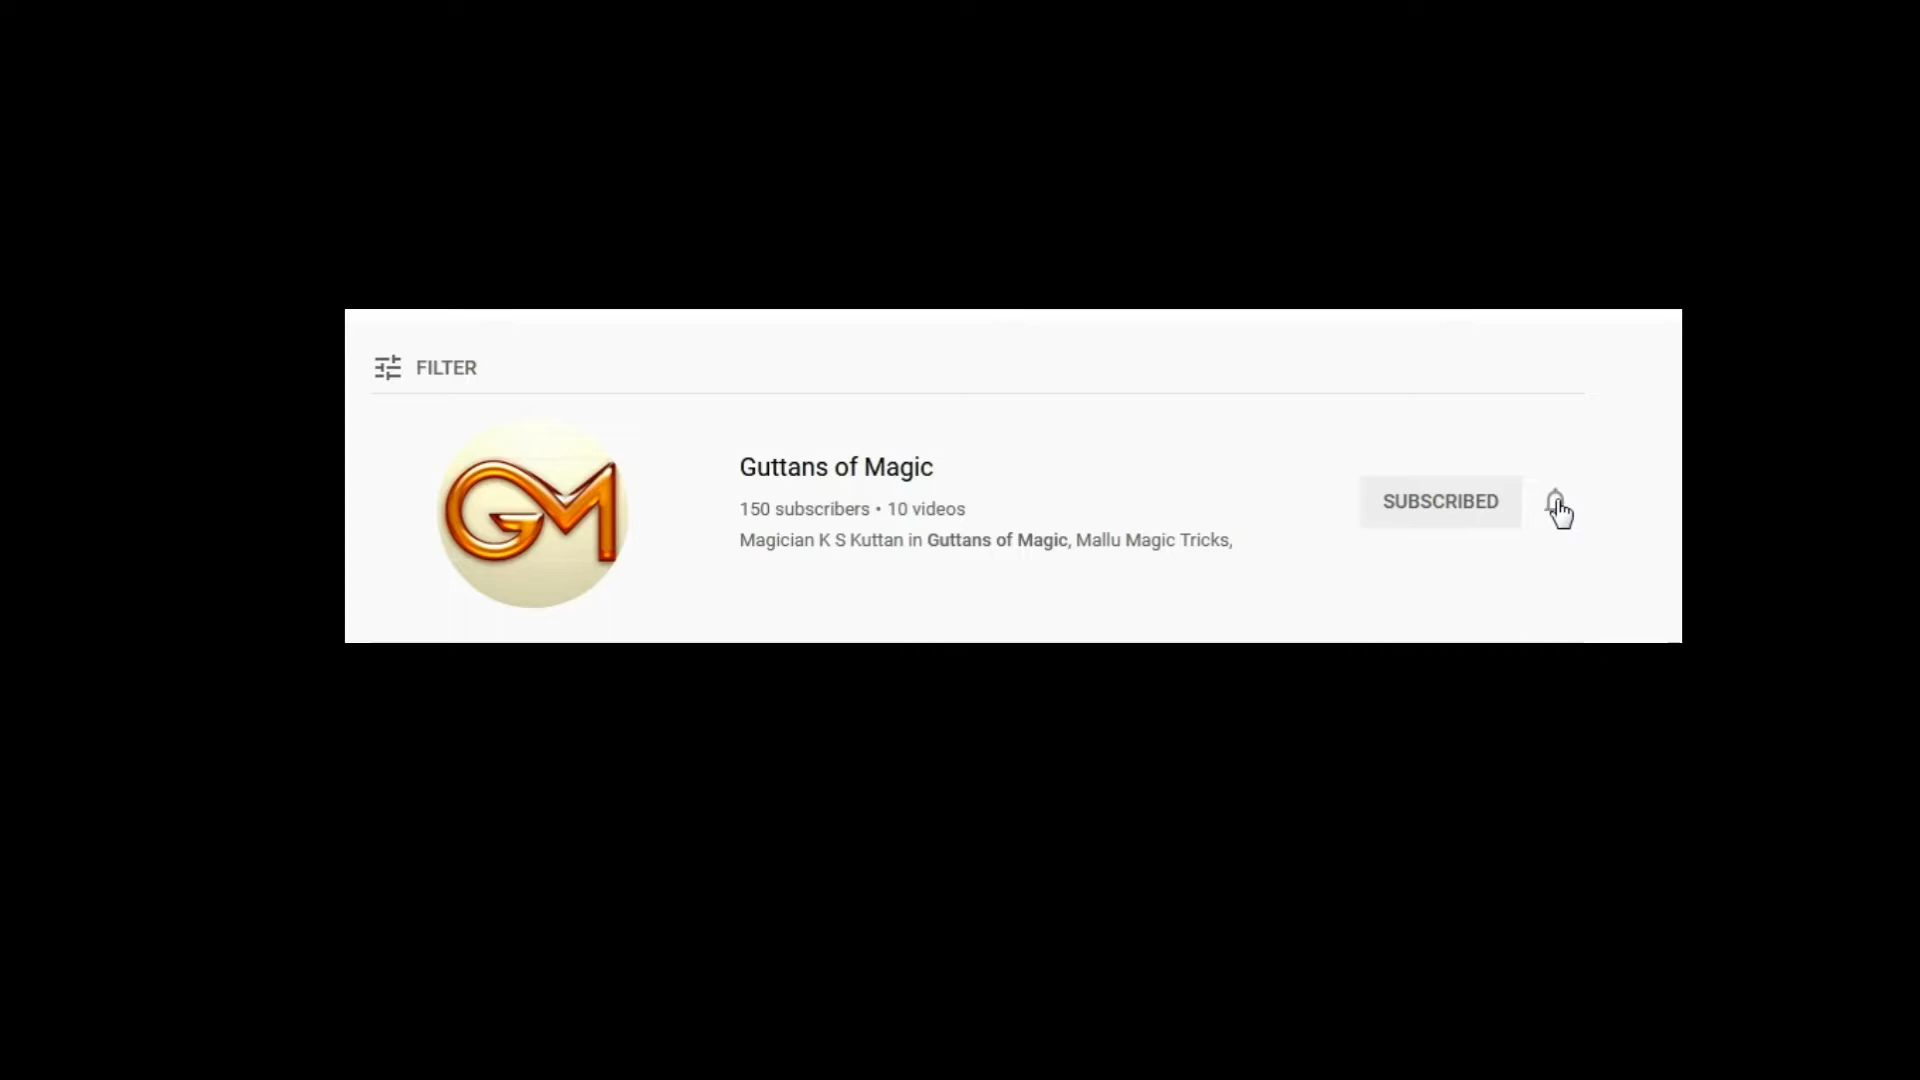 FILTER
GM
Guttans of Magic
150 subscribers • 10 videos
Magician K S Kuttan in Guttans of Magic, Mallu Magic Tricks,
SUBSCRIBED